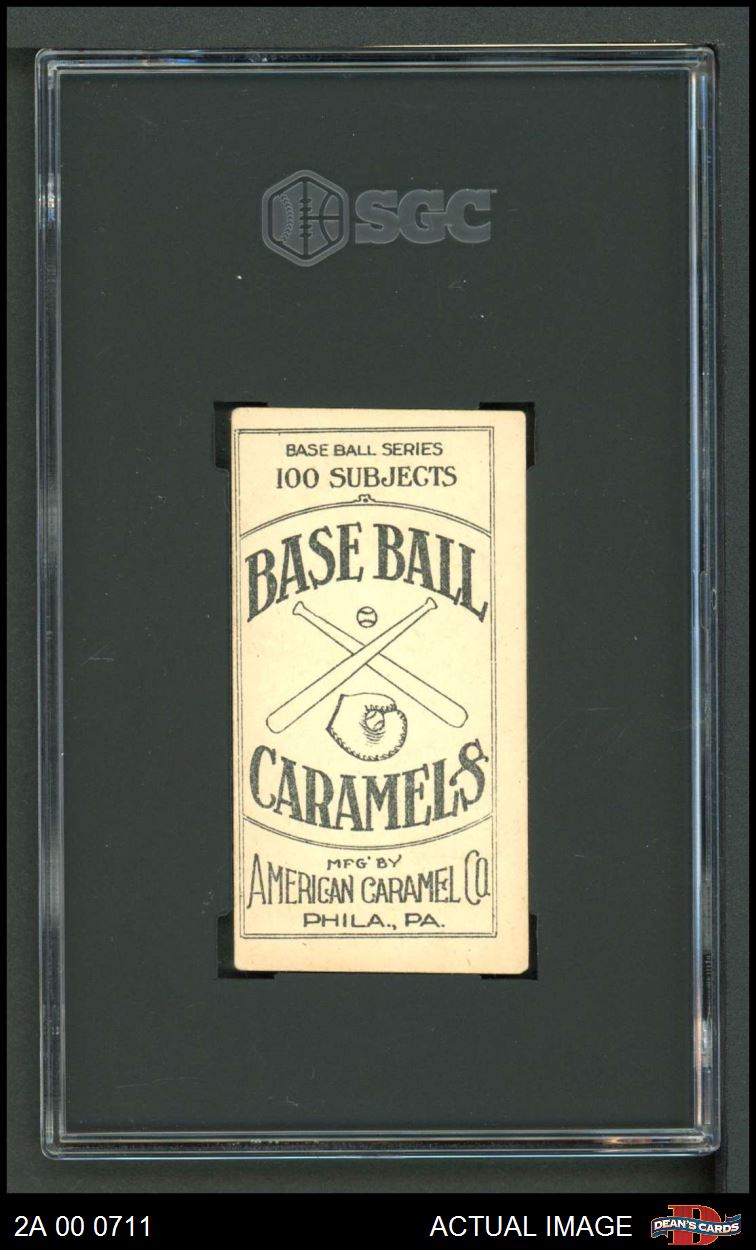 SGC
BASE BALL SERIES
100 SUBJECTS
BASE BALL
CARAMELS
MFG' BY
AMERICAN CARAMEL CO.
PHILA., PA.
2A 00 0711
ACTUAL IMAGE
DEAN'S CARDS